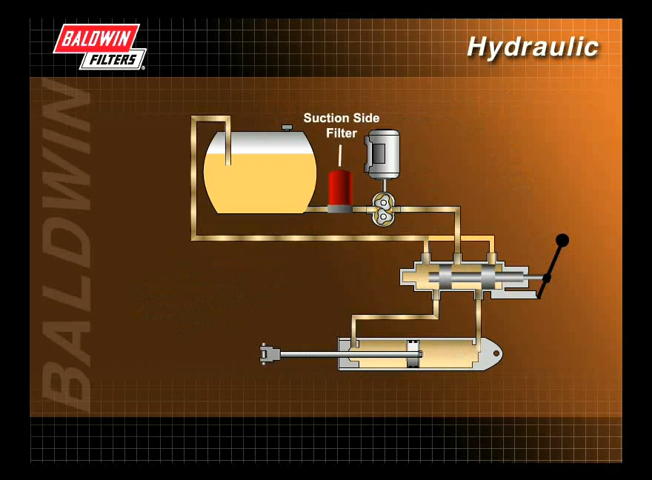 BALDWIN
FILTERS
Hydraulic
Suction Side
Filter
BALDWIN